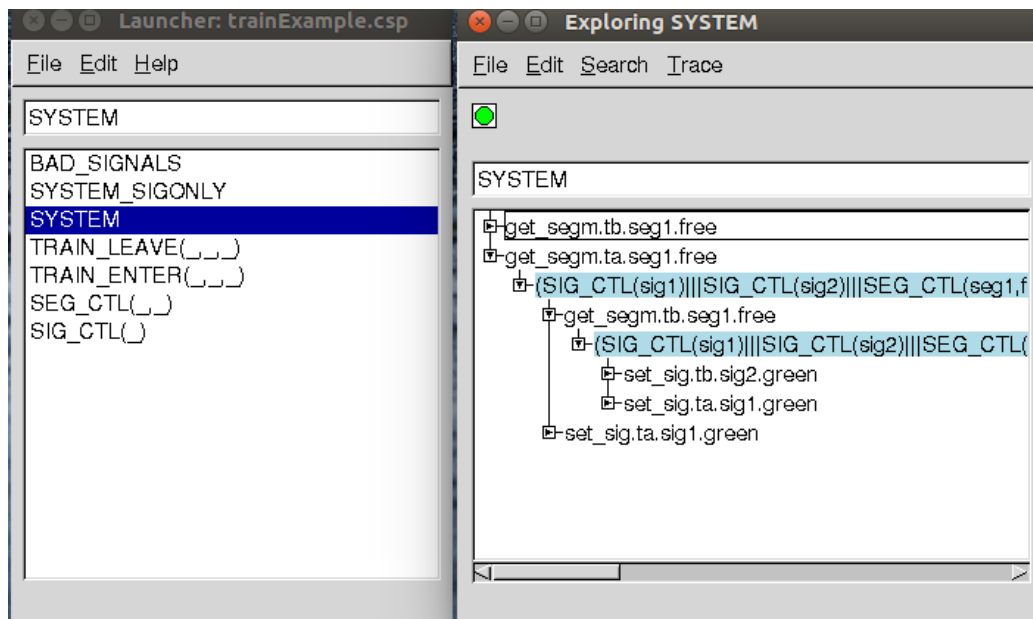 Launcher: trainExample.csp
File Edit Help
SYSTEM
BAD_SIGNALS
SYSTEM_SIGONLY
SYSTEM
TRAIN_LEAVE(_,_,_)
TRAIN_ENTER(_,_,_)
SEG_CTL(_,_)
SIG_CTL(_)
Exploring SYSTEM
File Edit Search Trace
SYSTEM
get_segm.tb.seg1.free
get_segm.ta.seg1.free
(SIG_CTL(sig1)|||SIG_CTL(sig2)|||SEG_CTL(seg1,f
get_segm.tb.seg1.free
(SIG_CTL(sig1)|||SIG_CTL(sig2)|||SEG_CTL(
set_sig.tb.sig2.green
set_sig.ta.sig1.green
set_sig.ta.sig1.green